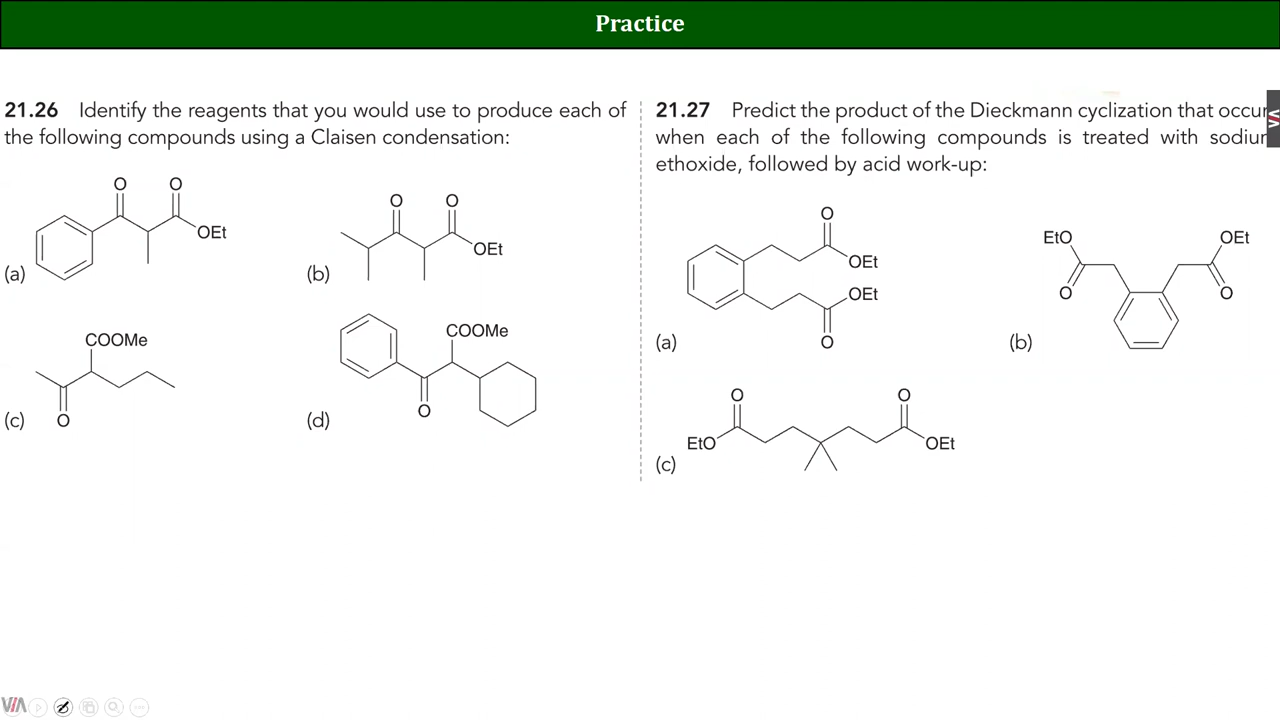 Practice
21.26 Identify the reagents that you would use to produce each of
the following compounds using a Claisen condensation:
O O
OEt
(a)
O O
OEt
(b)
COOMe
O
(c)
COOMe
O
(d)
21.27 Predict the product of the Dieckmann cyclization that occur
when each of the following compounds is treated with sodiu
ethoxide, followed by acid work-up:
O
OEt
OEt
O
(a)
EtO OEt
O O
(b)
O O
EtO OEt
(c)
VIA